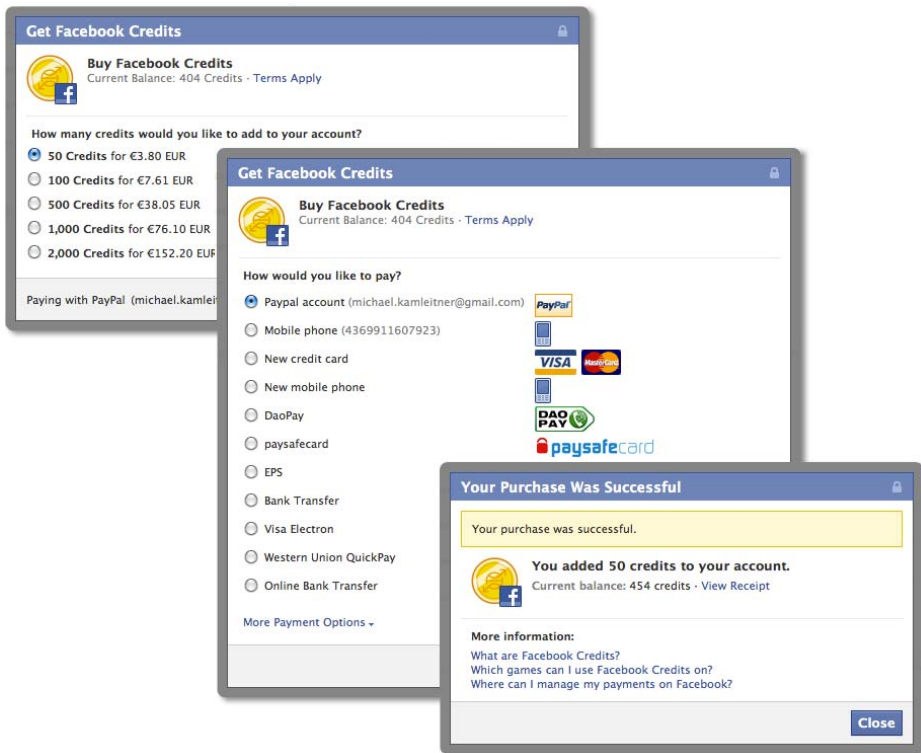 Get Facebook Credits
Buy Facebook Credits
Current Balance: 404 Credits · Terms Apply
How many credits would you like to add to your account?
50 Credits for €3.80 EUR
100 Credits for €7.61 EUR
500 Credits for €38.05 EUR
1,000 Credits for €76.10 EUR
2,000 Credits for €152.20 EUR
Paying with PayPal (michael.kamlei
Get Facebook Credits
Buy Facebook Credits
Current Balance: 404 Credits · Terms Apply
How would you like to pay?
Paypal account (michael.kamleitner@gmail.com) PayPal
Mobile phone (4369911607923)
New credit card VISA MasterCard
New mobile phone
DaoPay DAO PAY
paysafecard paysafecard
EPS
Bank Transfer
Visa Electron
Western Union QuickPay
Online Bank Transfer
More Payment Options
Your Purchase Was Successful
Your purchase was successful.
You added 50 credits to your account.
Current balance: 454 credits · View Receipt
More information:
What are Facebook Credits?
Which games can I use Facebook Credits on?
Where can I manage my payments on Facebook?
Close